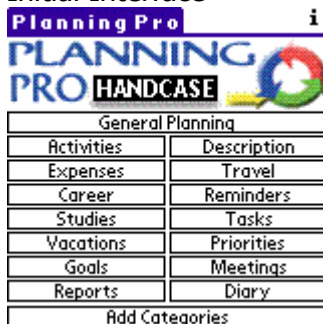 Initial Interface
Planning Pro i
PLANNING
PRO HANDCASE
General Planning
Activities Description
Expenses Travel
Career Reminders
Studies Tasks
Vacations Priorities
Goals Meetings
Reports Diary
Add Categories